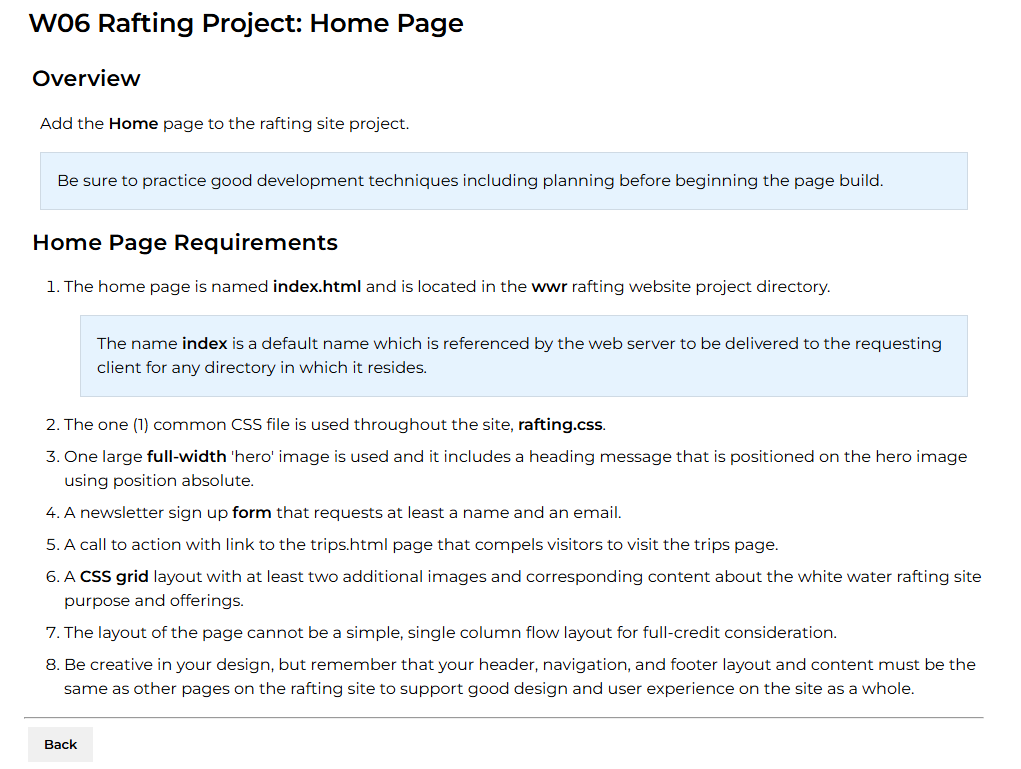 W06 Rafting Project: Home Page
Overview
Add the Home page to the rafting site project.
Be sure to practice good development techniques including planning before beginning the page build.
Home Page Requirements
1. The home page is named index.html and is located in the wwr rafting website project directory.
The name index is a default name which is referenced by the web server to be delivered to the requesting
client for any directory in which it resides.
2. The one (1) common CSS file is used throughout the site, rafting.css.
3. One large full-width 'hero' image is used and it includes a heading message that is positioned on the hero image
using position absolute.
4. A newsletter sign up form that requests at least a name and an email.
5. A call to action with link to the trips.html page that compels visitors to visit the trips page.
6. A CSS grid layout with at least two additional images and corresponding content about the white water rafting site
purpose and offerings.
7. The layout of the page cannot be a simple, single column flow layout for full-credit consideration.
8. Be creative in your design, but remember that your header, navigation, and footer layout and content must be the
same as other pages on the rafting site to support good design and user experience on the site as a whole.
Back